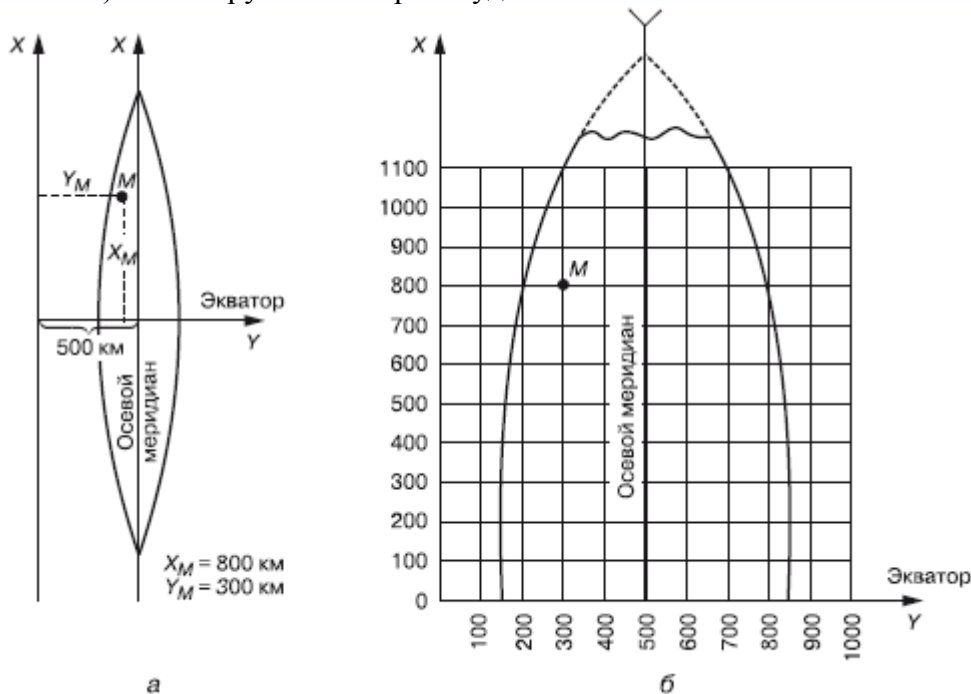 X
X
Y_M
M
X_M
Экватор
Y
500 км
Осевой
меридиан
X_M = 800 км
Y_M = 300 км
а
X
1100
1000
900
800
700
600
500
400
300
200
100
0
M
Осевой меридиан
Экватор
Y
100
200
300
400
500
600
700
800
900
1000
б